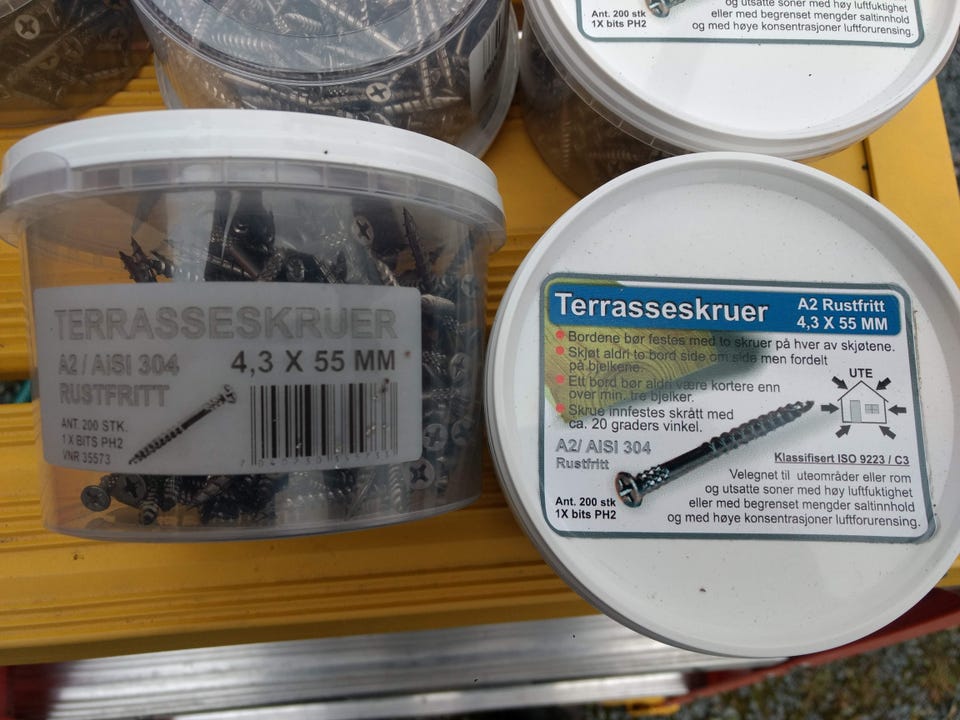 og utsatte soner med høy luftfuktighet
eller med begrenset mengder saltinnhold
og med høye konsentrasjoner luftforurensing.
Ant. 200 stk
1X bits PH2
TERRASSESKRUER
A2 / AiSI 304
4,3 X 55 MM
RUSTFRITT
ANT. 200 STK.
1 X BITS PH2
VNR 35573
Terrasseskruer
A2 Rustfritt
4,3 X 55 MM
Bordene bør festes med to skruer på hver av skjøtene.
Skjøt aldri to bord side om side men fordelt
på bjelkene.
Ett bord bør aldri være kortere enn
over min. tre bjelker.
Skrue innfestes skrått med
ca. 20 graders vinkel.
UTE
A2/ AISI 304
Rustfritt
Klassifisert ISO 9223 / C3
Velegnet til uteområder eller rom
og utsatte soner med høy luftfuktighet
eller med begrenset mengder saltinnhold
og med høye konsentrasjoner luftforurensing.
Ant. 200 stk
1X bits PH2